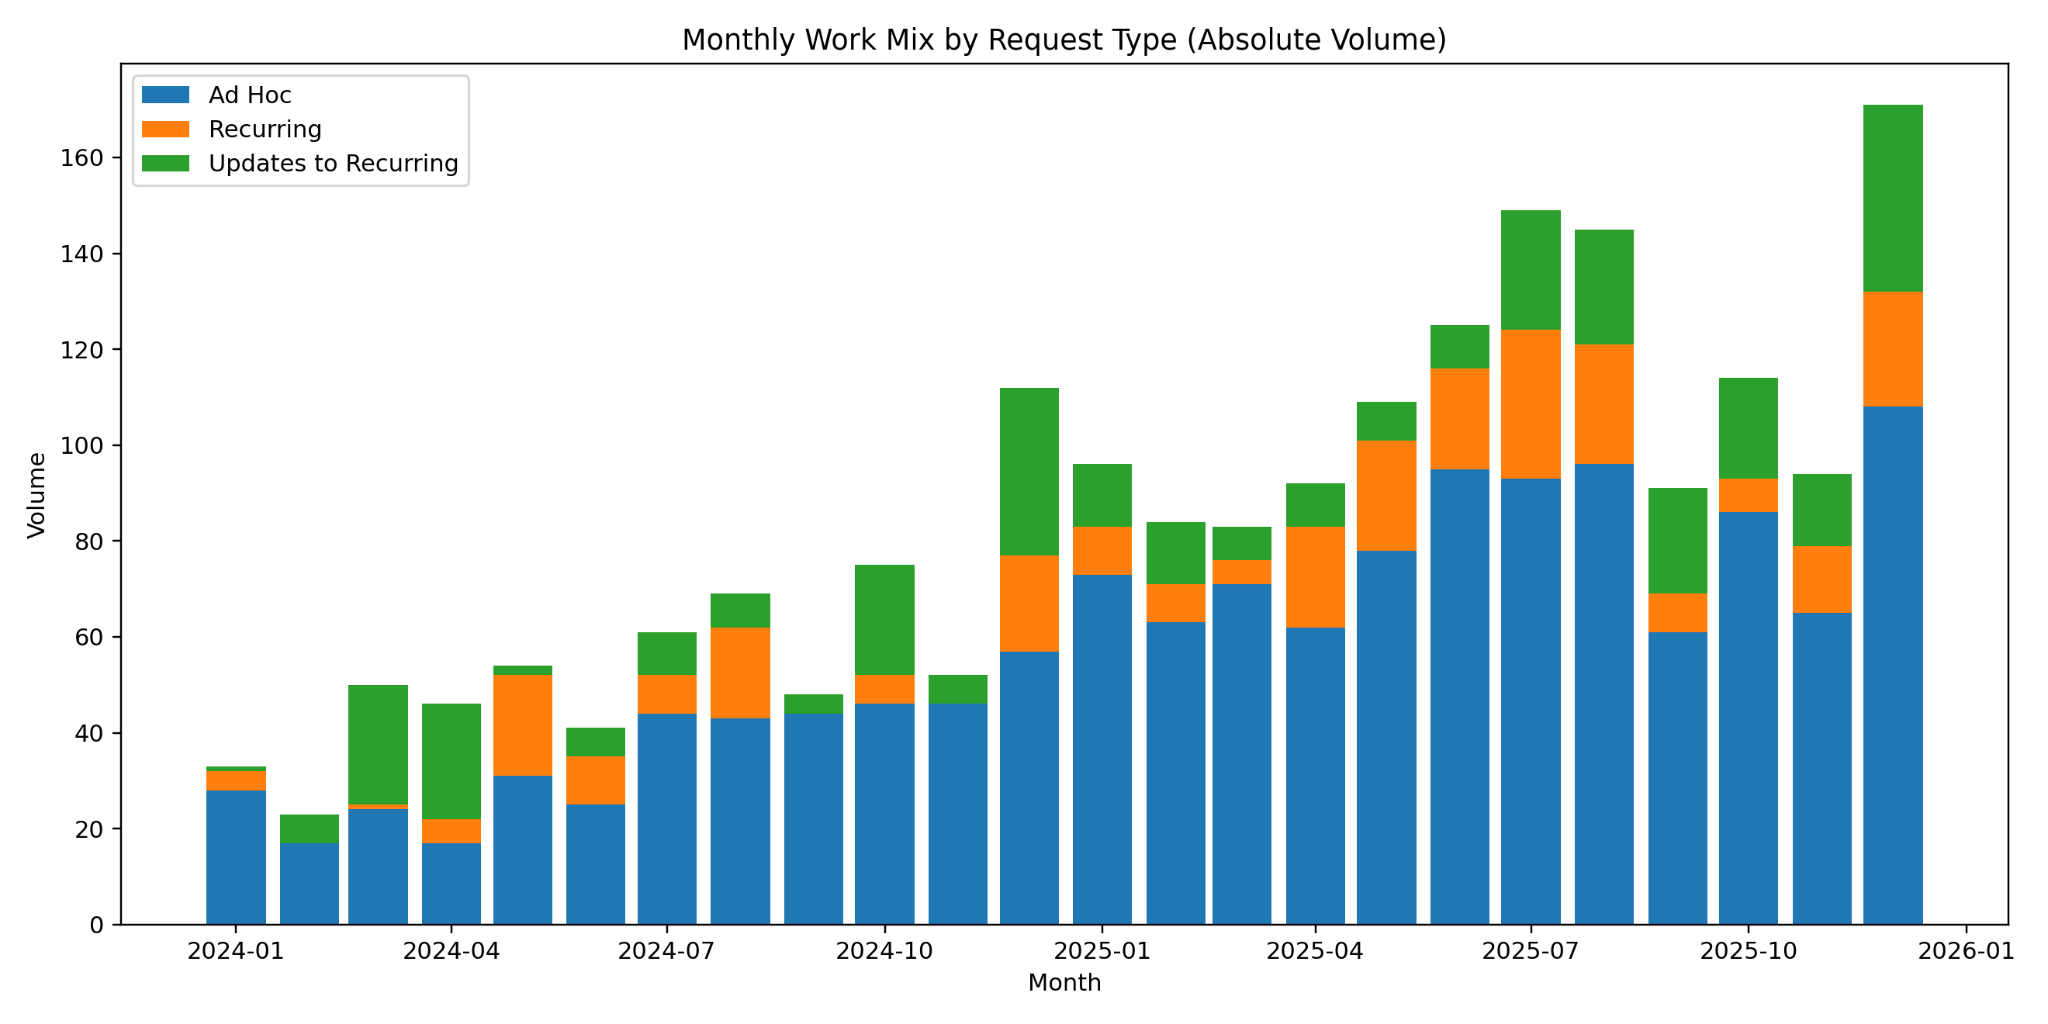 Monthly Work Mix by Request Type (Absolute Volume)
Ad Hoc
Recurring
Updates to Recurring
Volume
160
140
120
100
80
60
40
20
0
2024-01 2024-04 2024-07 2024-10 2025-01 2025-04 2025-07 2025-10 2026-01
Month